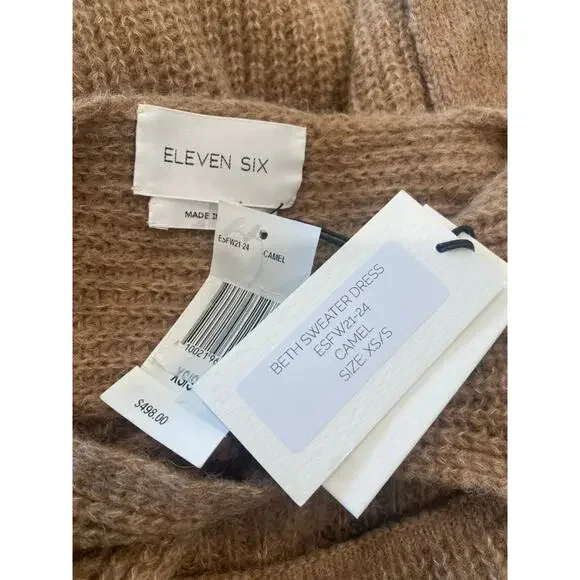 ELEVEN SIX
MADE IN
ESFW21-24 CAMEL
XS/S
$498.00
BETH SWEATER DRESS
ESFW21-24
CAMEL
SIZE: XS/S